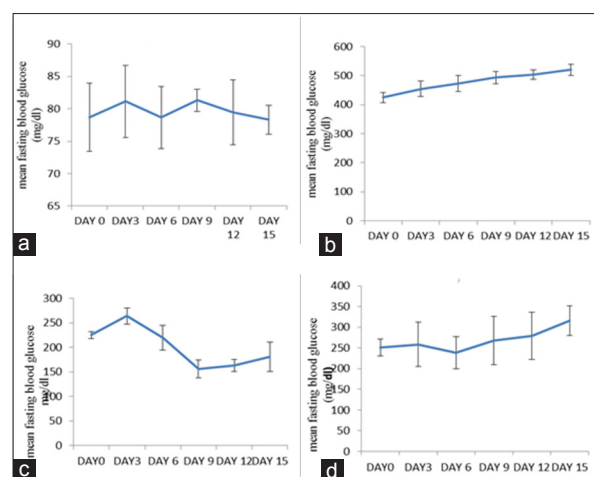 mean fasting blood glucose
(mg/dl)
90
85
80
75
70
65
DAY 0 DAY3 DAY 6 DAY 9 DAY DAY
12 15
a
mean fasting blood glucose
(mg/dl)
600
500
400
300
200
100
0
DAY 0 DAY3 DAY 6 DAY 9 DAY 12 DAY 15
b
mean fasting blood glucose
mg/dl)
300
250
200
150
100
50
0
DAY0 DAY3 DAY 6 DAY 9 DAY 12 DAY 15
c
mean fasting blood glucose
(mg/dl)
400
350
300
250
200
150
100
50
0
DAY0 DAY3 DAY 6 DAY 9 DAY 12 DAY 15
d